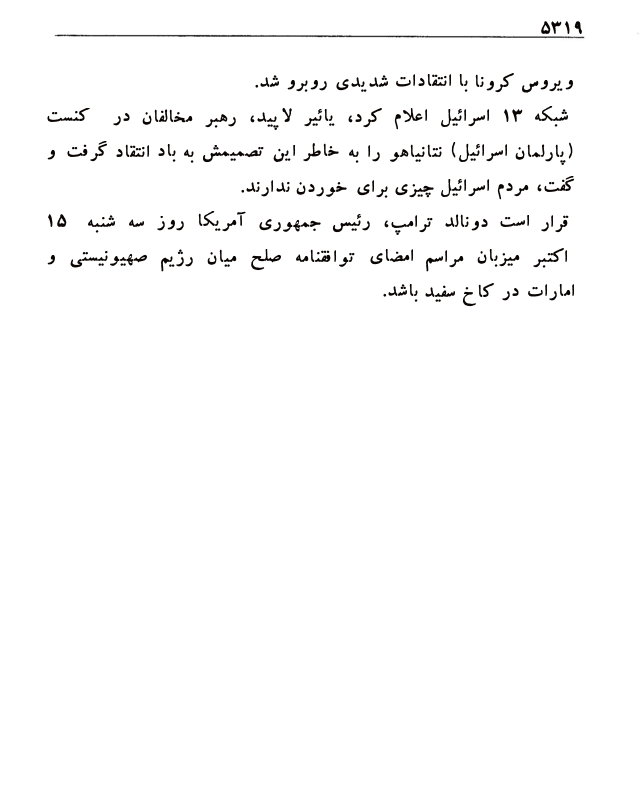 ۵۳۱۹
ویروس کرونا با انتقادات شدیدی روبرو شد.
شبکه ۱۳ اسرائیل اعلام کرد، یائیر لاپید، رهبر مخالفان در کنست
(پارلمان اسرائیل) نتانیاهو را به خاطر این تصمیمش به باد انتقاد گرفت و
گفت، مردم اسرائیل چیزی برای خوردن ندارند.
قرار است دونالد ترامپ، رئیس جمهوری آمریکا روز سه شنبه ۱۵
اکتبر میزبان مراسم امضای توافقنامه صلح میان رژیم صهیونیستی و
امارات در کاخ سفید باشد.